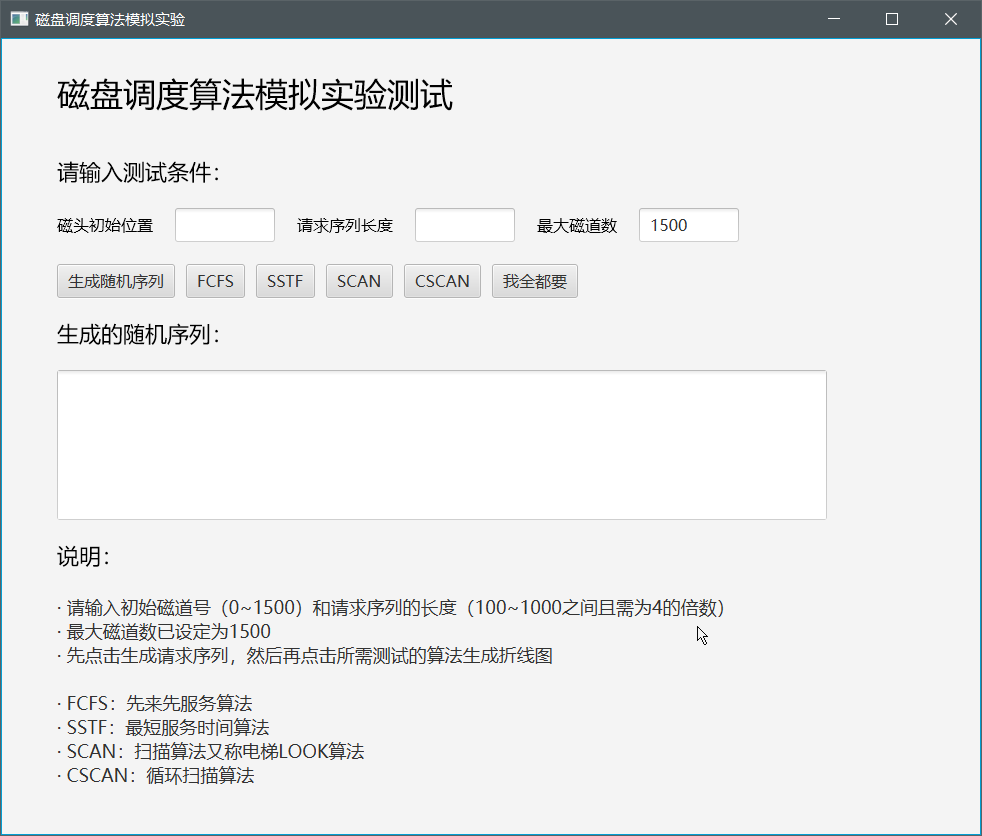 磁盘调度算法模拟实验
磁盘调度算法模拟实验测试
请输入测试条件：
磁头初始位置 请求序列长度 最大磁道数 1500
生成随机序列 FCFS SSTF SCAN CSCAN 我全都要
生成的随机序列：
说明：
· 请输入初始磁道号（0~1500）和请求序列的长度（100~1000之间且需为4的倍数）
· 最大磁道数已设定为1500
· 先点击生成请求序列，然后再点击所需测试的算法生成折线图
· FCFS：先来先服务算法
· SSTF：最短服务时间算法
· SCAN：扫描算法又称电梯LOOK算法
· CSCAN：循环扫描算法